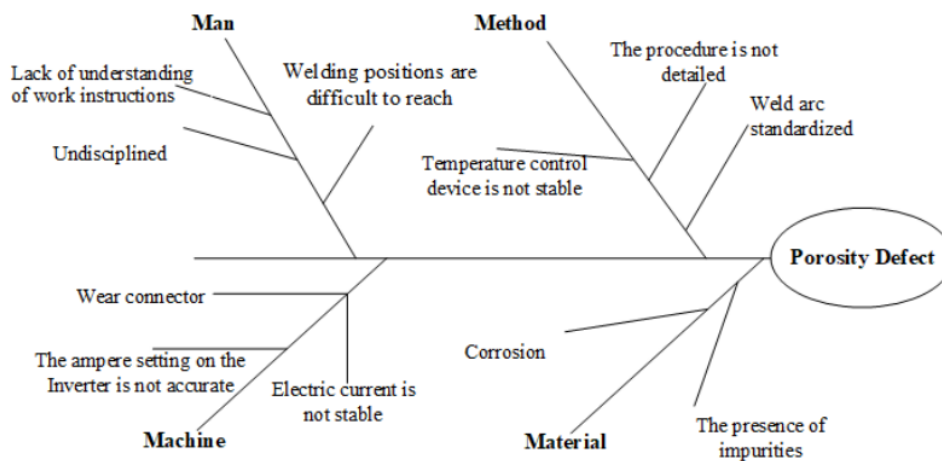 Man
Method
Lack of understanding
of work instructions
Welding positions are
difficult to reach
The procedure is not
detailed
Weld arc
standardized
Undisciplined
Temperature control
device is not stable
Porosity Defect
Wear connector
The ampere setting on the
Inverter is not accurate
Electric current is
not stable
Corrosion
The presence of
impurities
Machine
Material